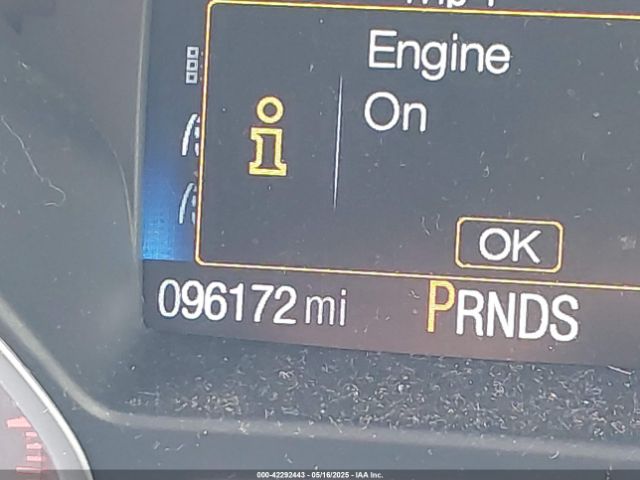 Engine
On
OK
096172 mi PRNDS
000-42292443 - 05/16/2025 - IAA Inc.